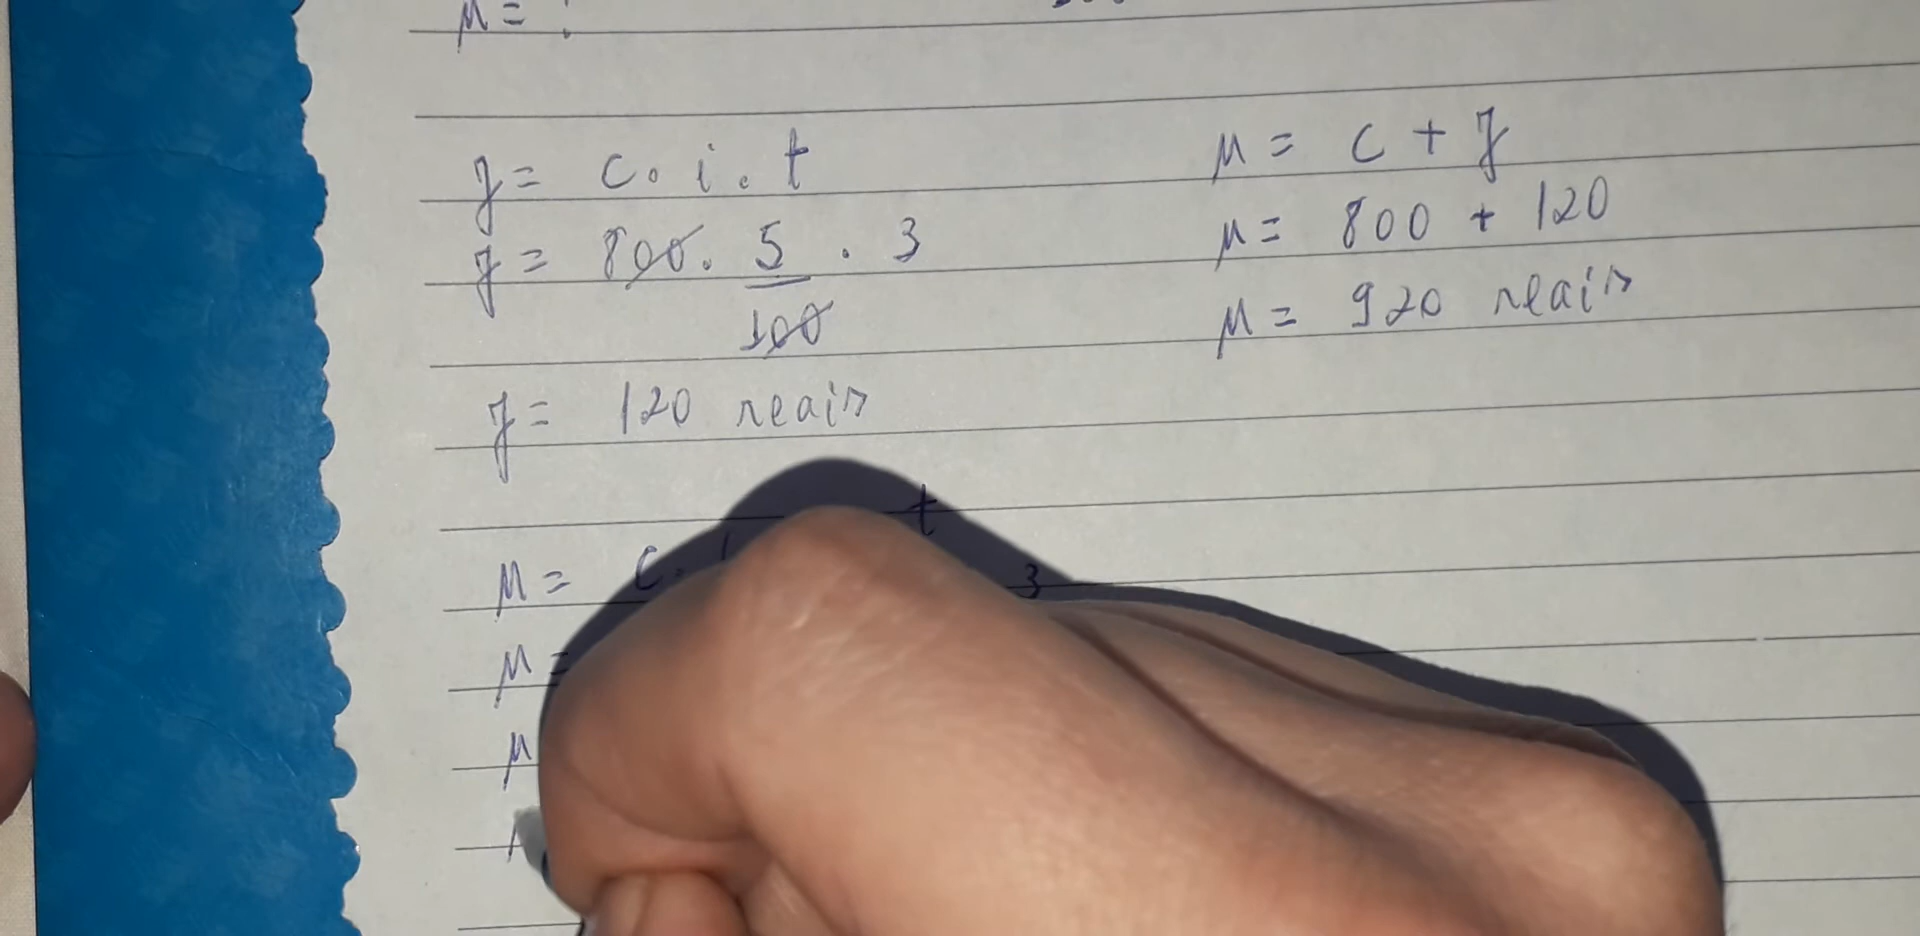 M = ?
J = C . i . t
J = 800 . 5 . 3
100
J = 120 reais
M = C + J
M = 800 + 120
M = 920 reais
t
M = C. (
3
M =
M